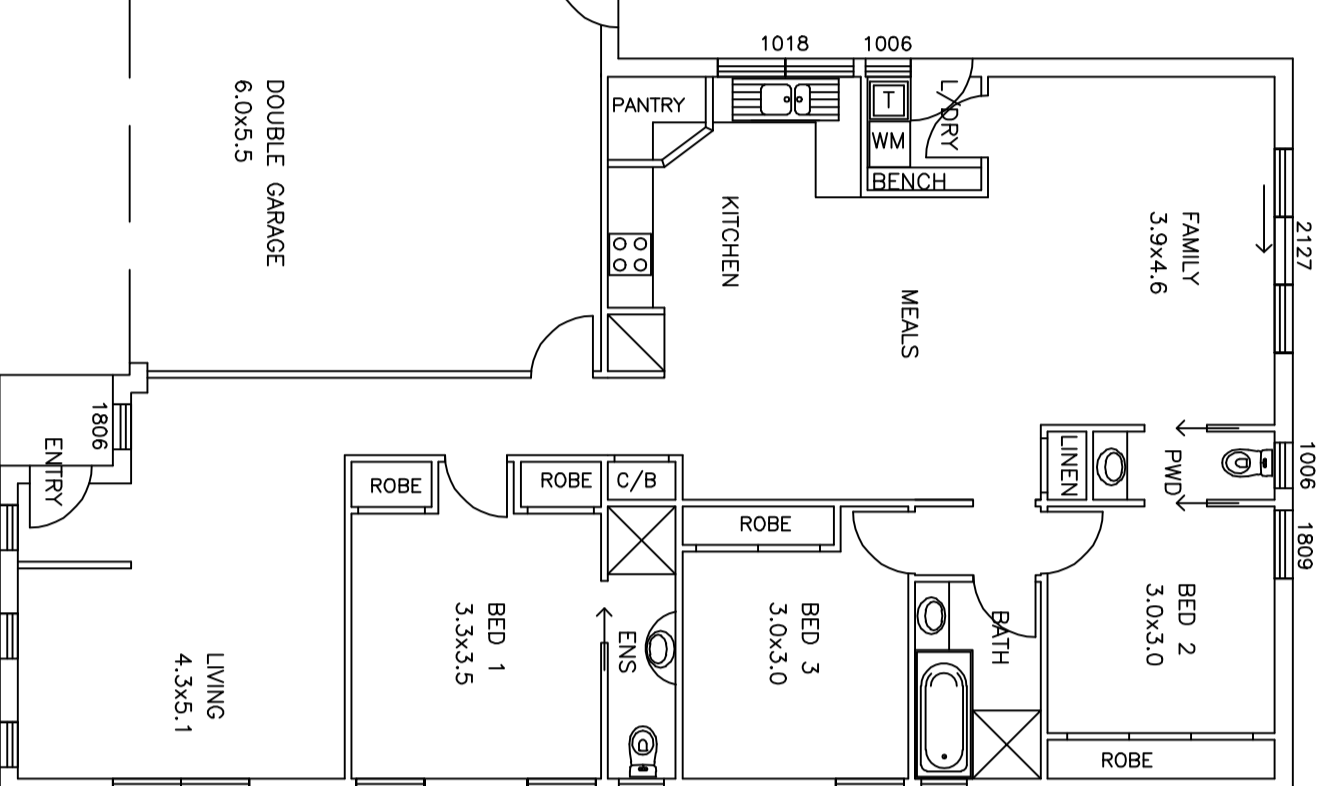 1018
1006
DOUBLE GARAGE
6.0x5.5
PANTRY
T
L/DRY
WM
BENCH
KITCHEN
MEALS
FAMILY
3.9x4.6
2127
1806
ENTRY
ROBE
ROBE
C/B
LINEN
PWD
1006
1809
ROBE
LIVING
4.3x5.1
BED 1
3.3x3.5
ENS
BED 3
3.0x3.0
BATH
BED 2
3.0x3.0
ROBE